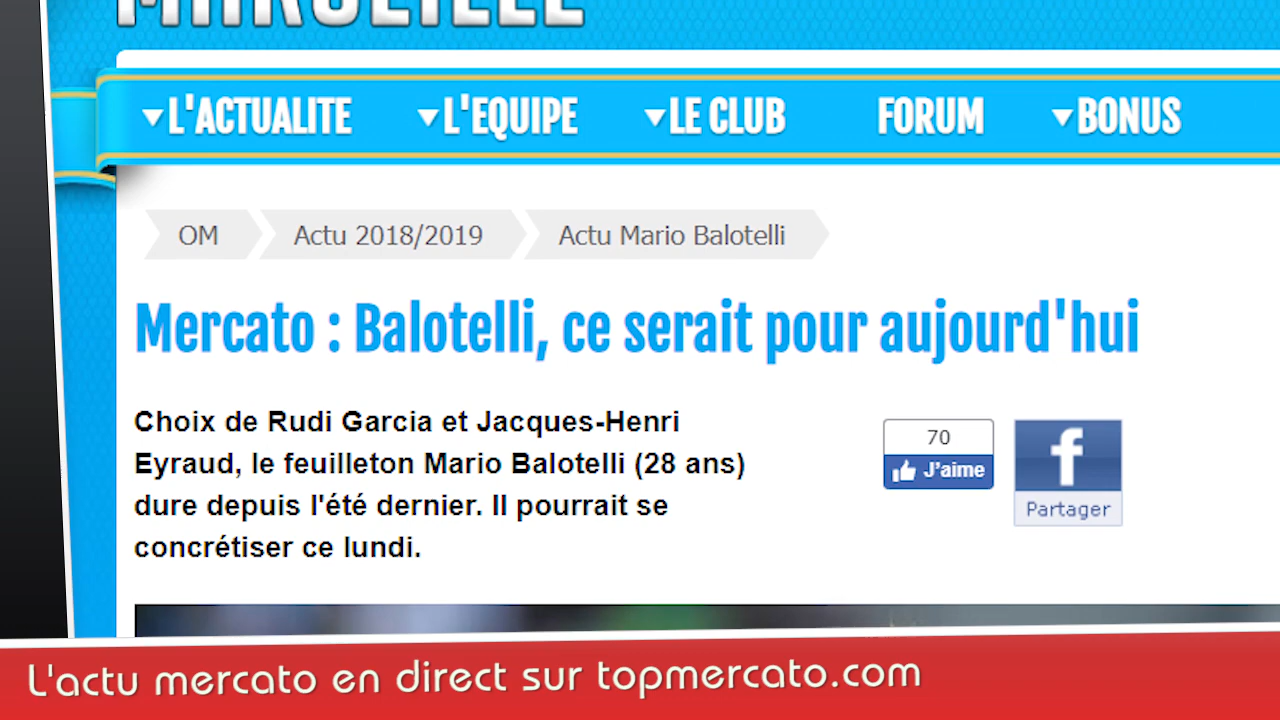 L'ACTUALITE L'EQUIPE LE CLUB FORUM BONUS
OM Actu 2018/2019 Actu Mario Balotelli
Mercato : Balotelli, ce serait pour aujourd'hui
Choix de Rudi Garcia et Jacques-Henri
Eyraud, le feuilleton Mario Balotelli (28 ans)
dure depuis l'été dernier. Il pourrait se
concrétiser ce lundi.
70
J'aime
f
Partager
L'actu mercato en direct sur topmercato.com